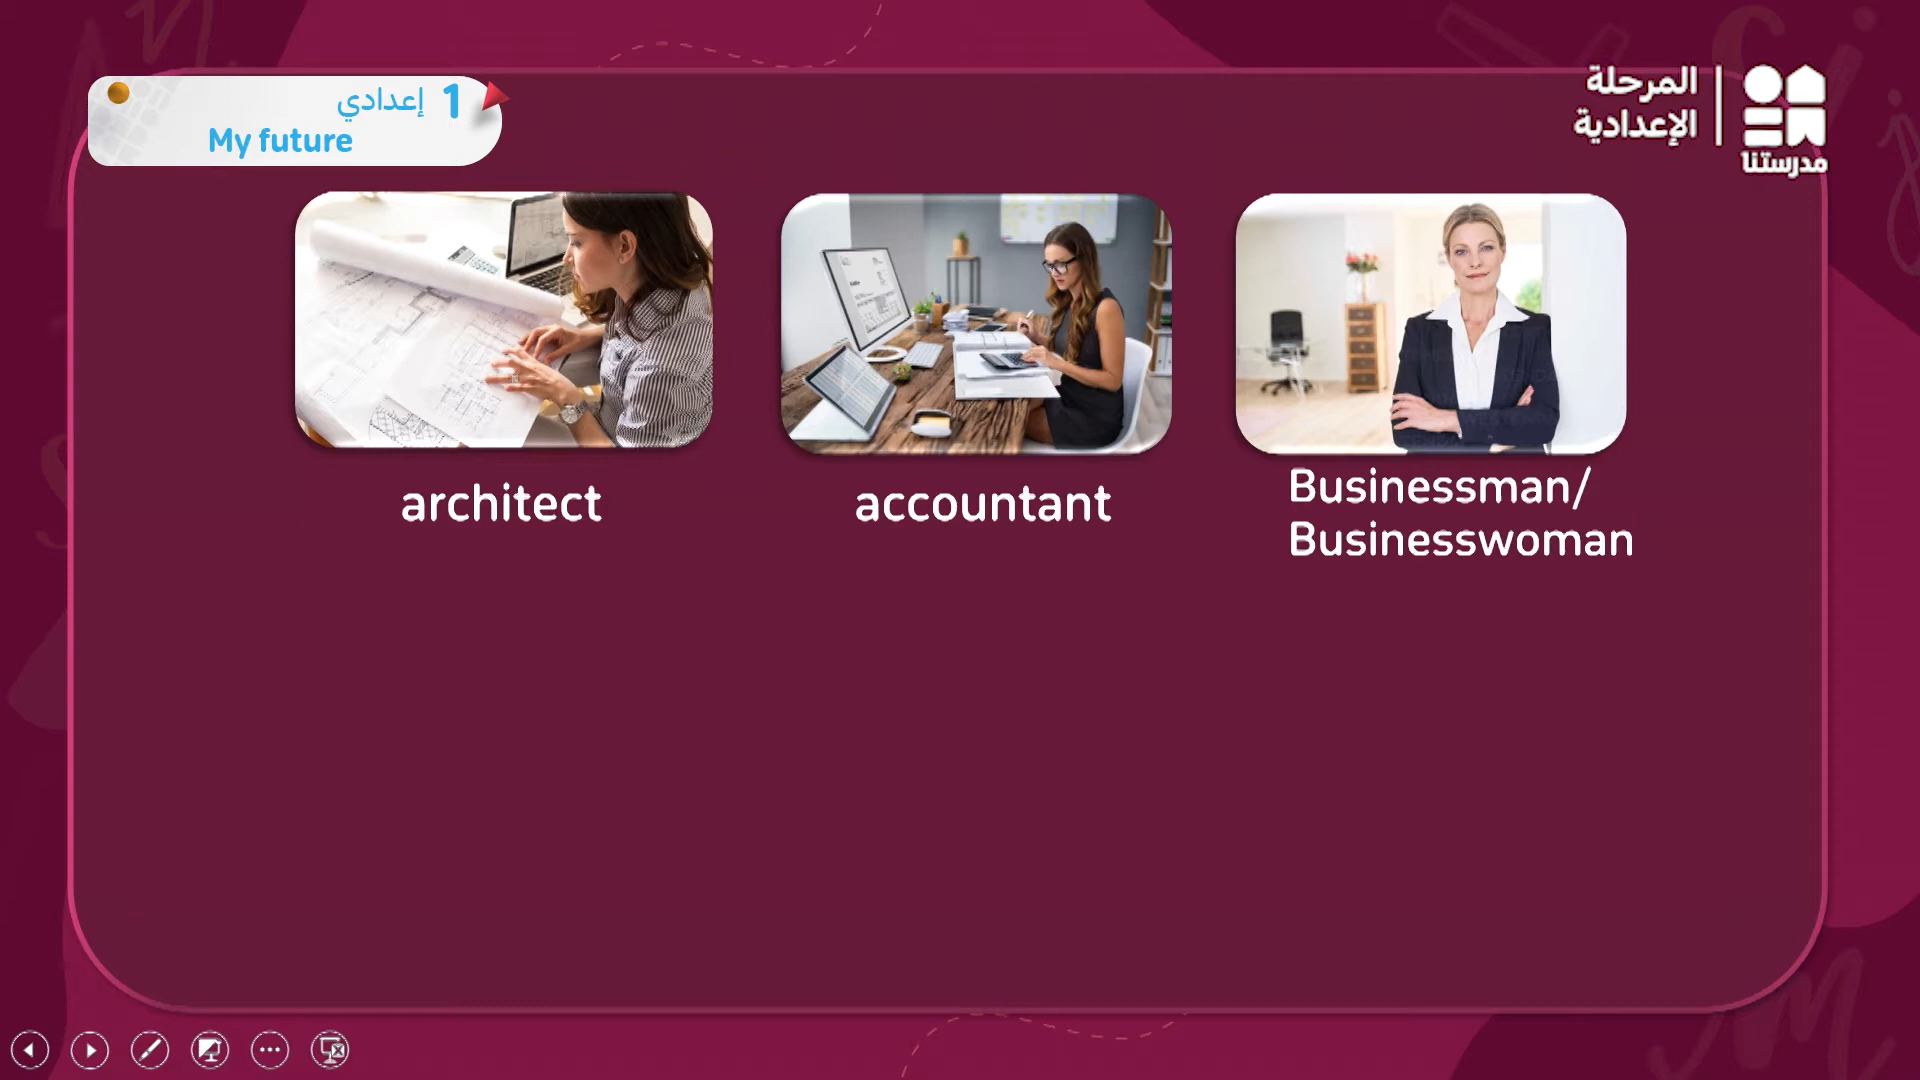 1 إعدادي
My future
المرحلة
الإعدادية
مدرستنا
architect
accountant
Businessman/
Businesswoman